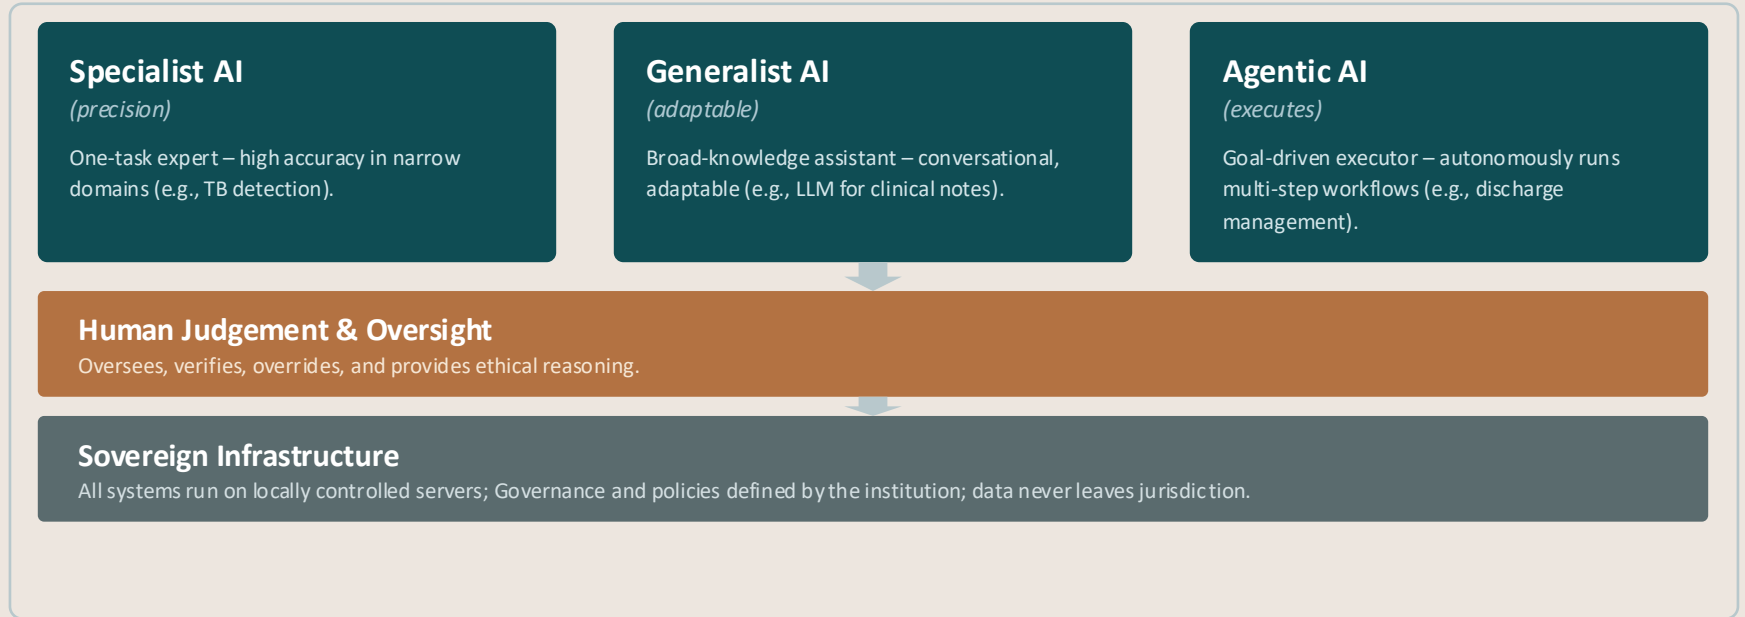 Specialist AI
(precision)
One-task expert – high accuracy in narrow
domains (e.g., TB detection).
Generalist AI
(adaptable)
Broad-knowledge assistant – conversational,
adaptable (e.g., LLM for clinical notes).
Agentic AI
(executes)
Goal-driven executor – autonomously runs
multi-step workflows (e.g., discharge
management).
Human Judgement & Oversight
Oversees, verifies, overrides, and provides ethical reasoning.
Sovereign Infrastructure
All systems run on locally controlled servers; Governance and policies defined by the institution; data never leaves jurisdiction.